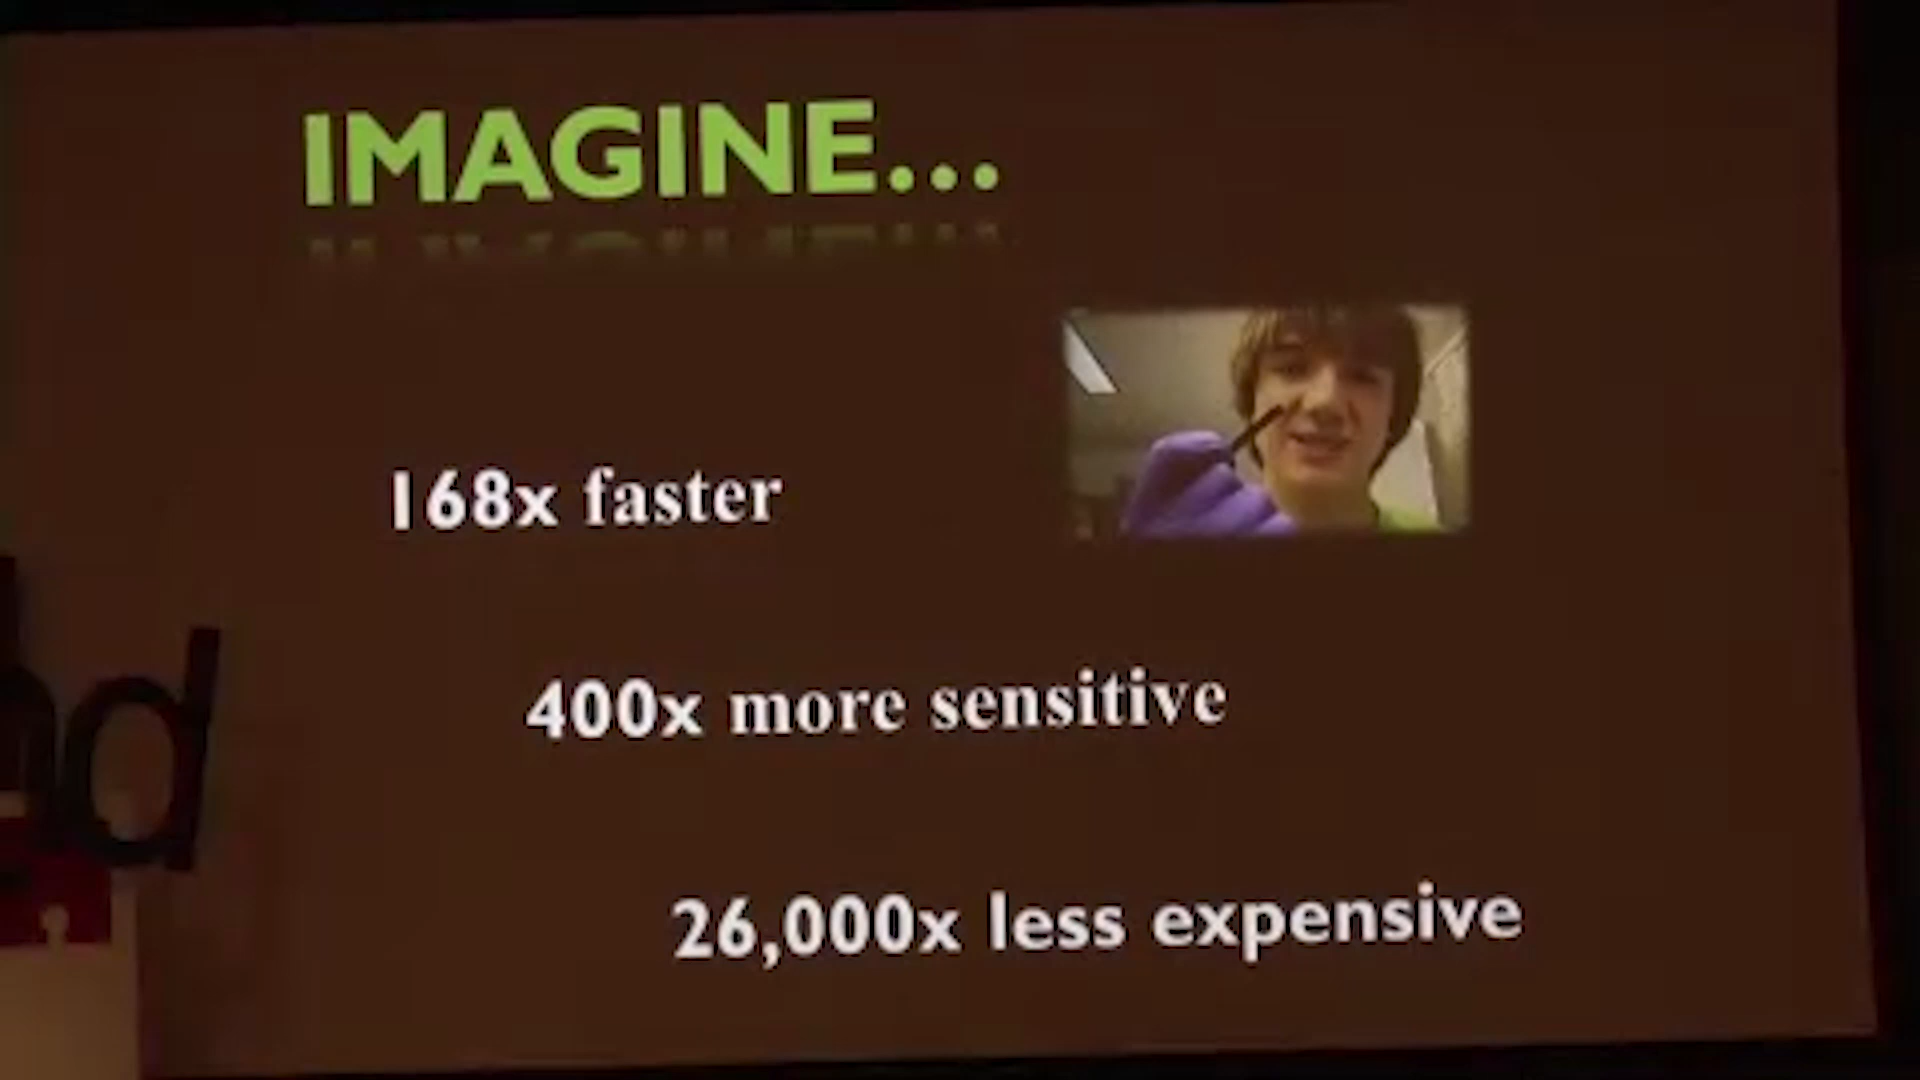 IMAGINE...
168x faster
400x more sensitive
26,000x less expensive